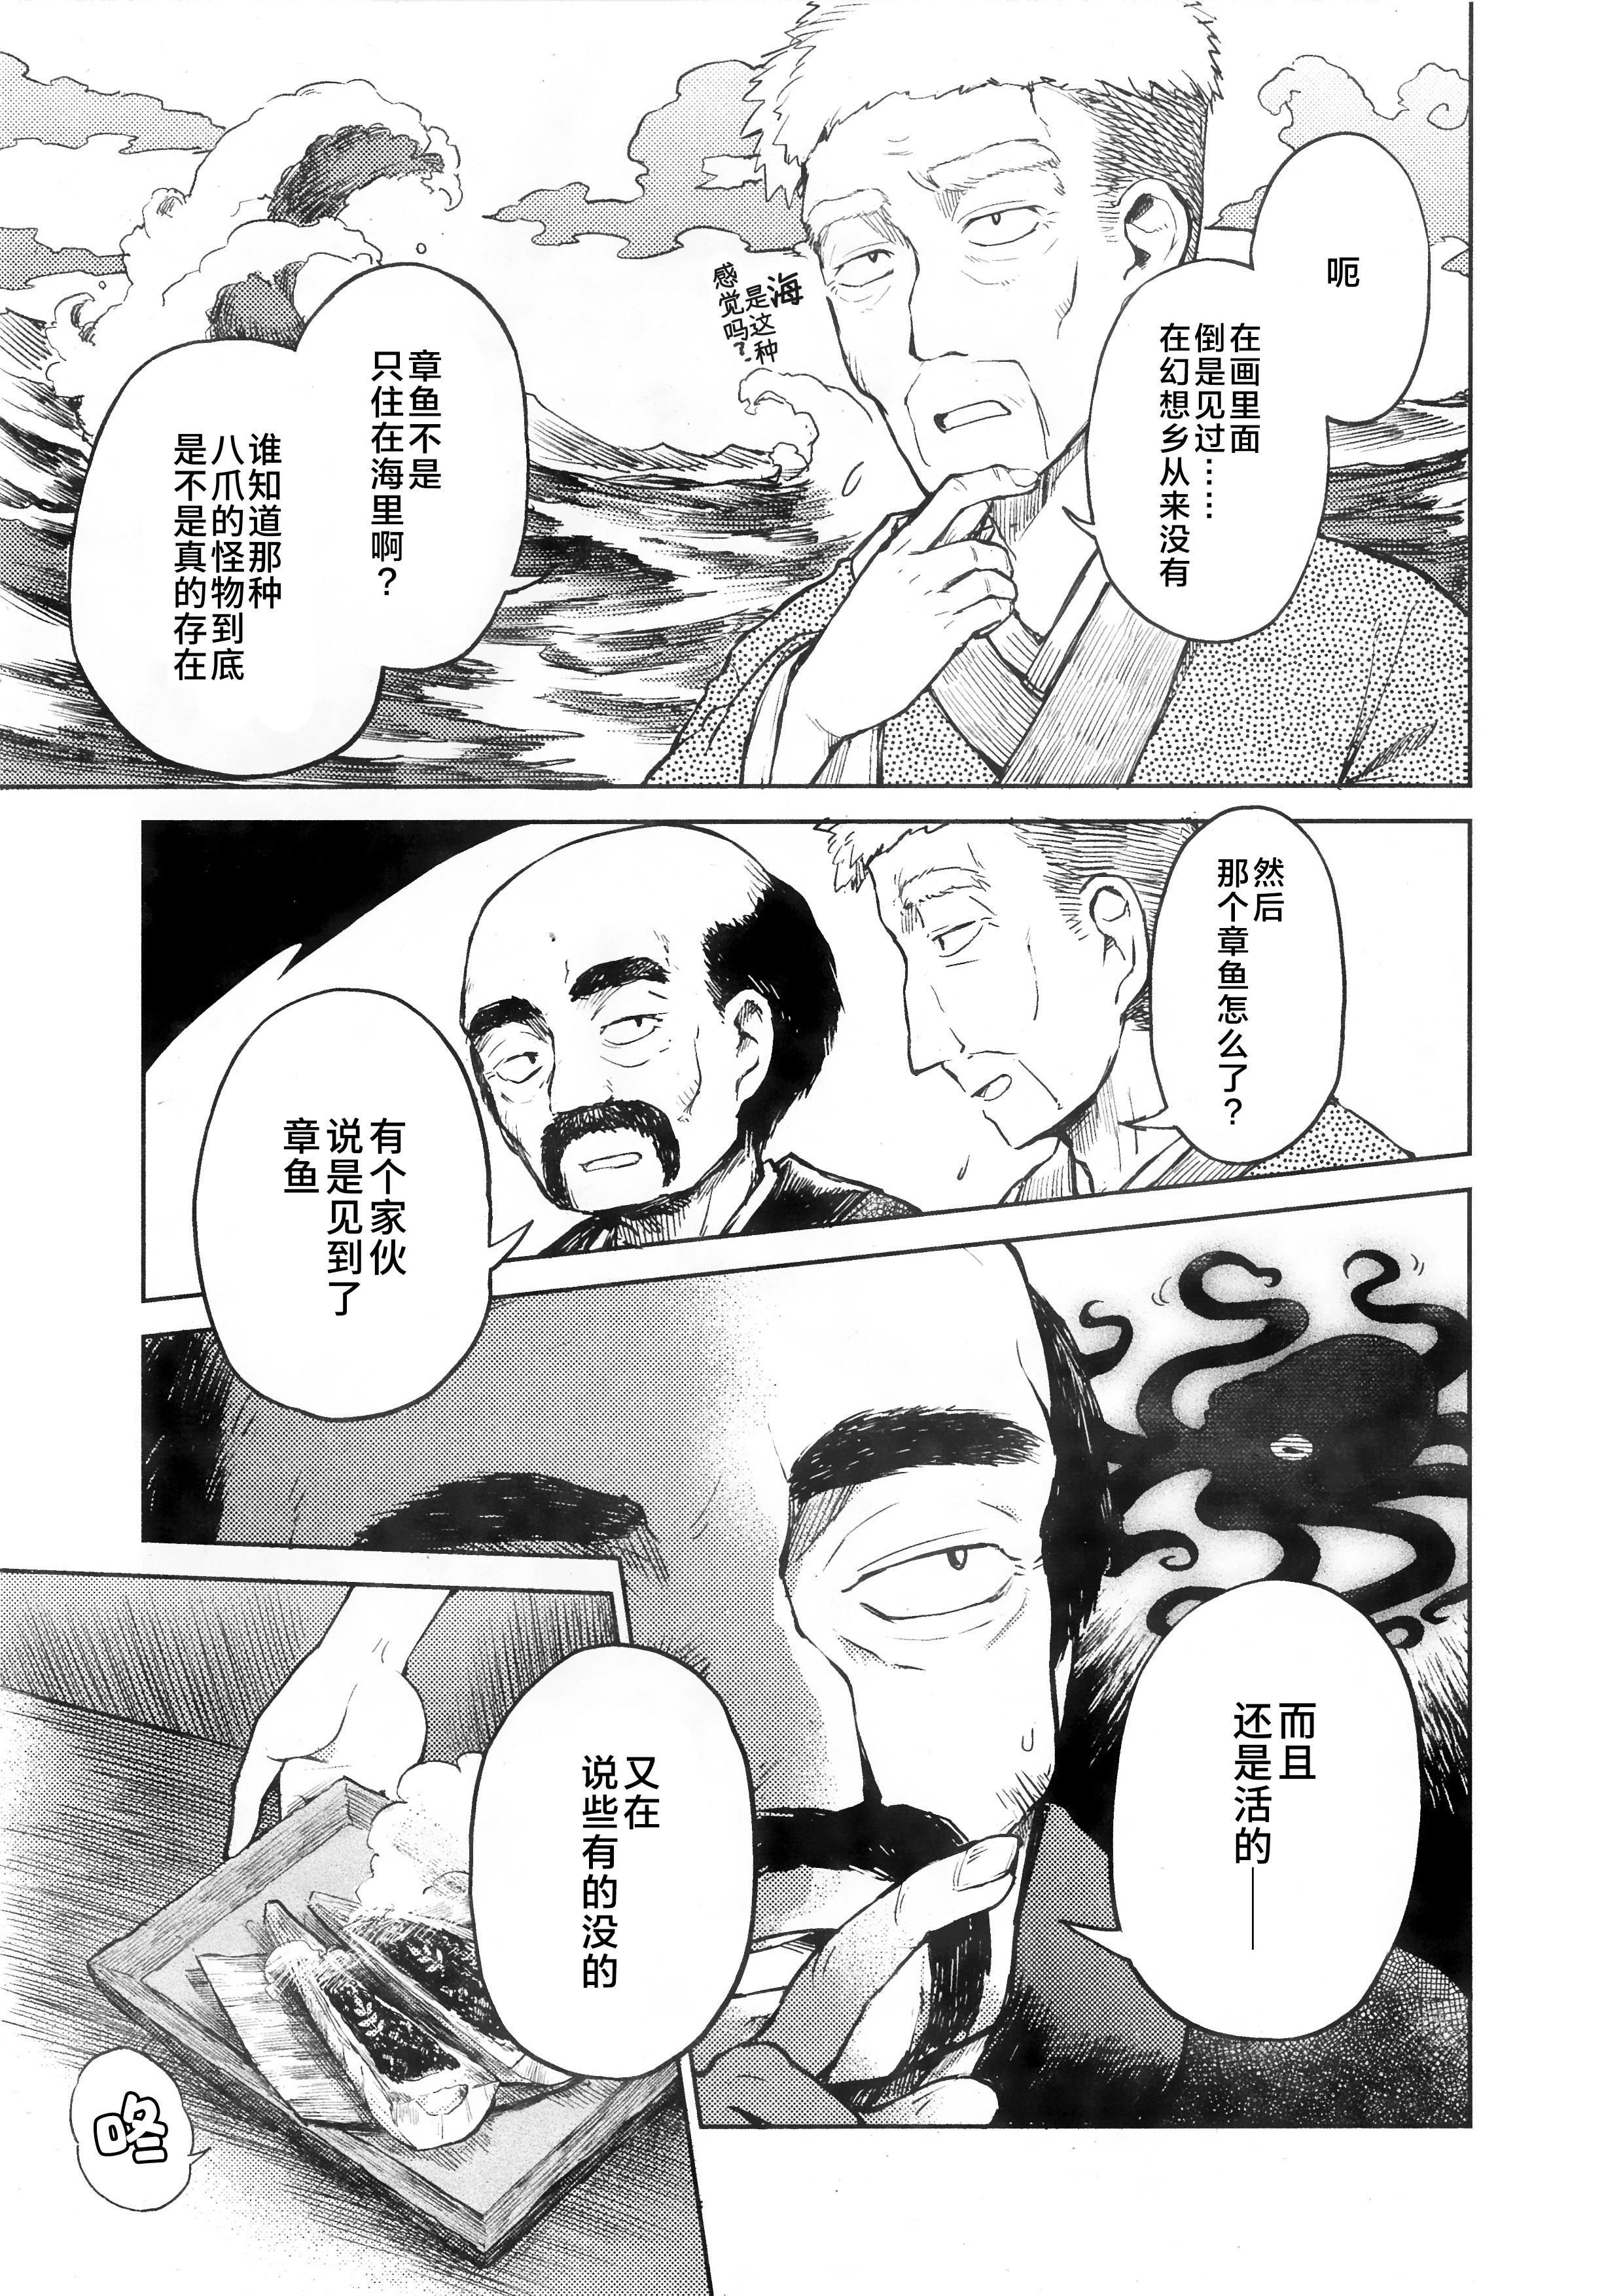 呃
在画里面
倒是见过……
在幻想乡从来没有
海
是这种
感觉吗？
章鱼不是
只住在海里啊？
谁知道那种
八爪的怪物到底
是不是真的存在
然后
那个章鱼怎么了？
有个家伙
说是见到了
章鱼
而且
还是活的——
又在
说些有的没的
咚